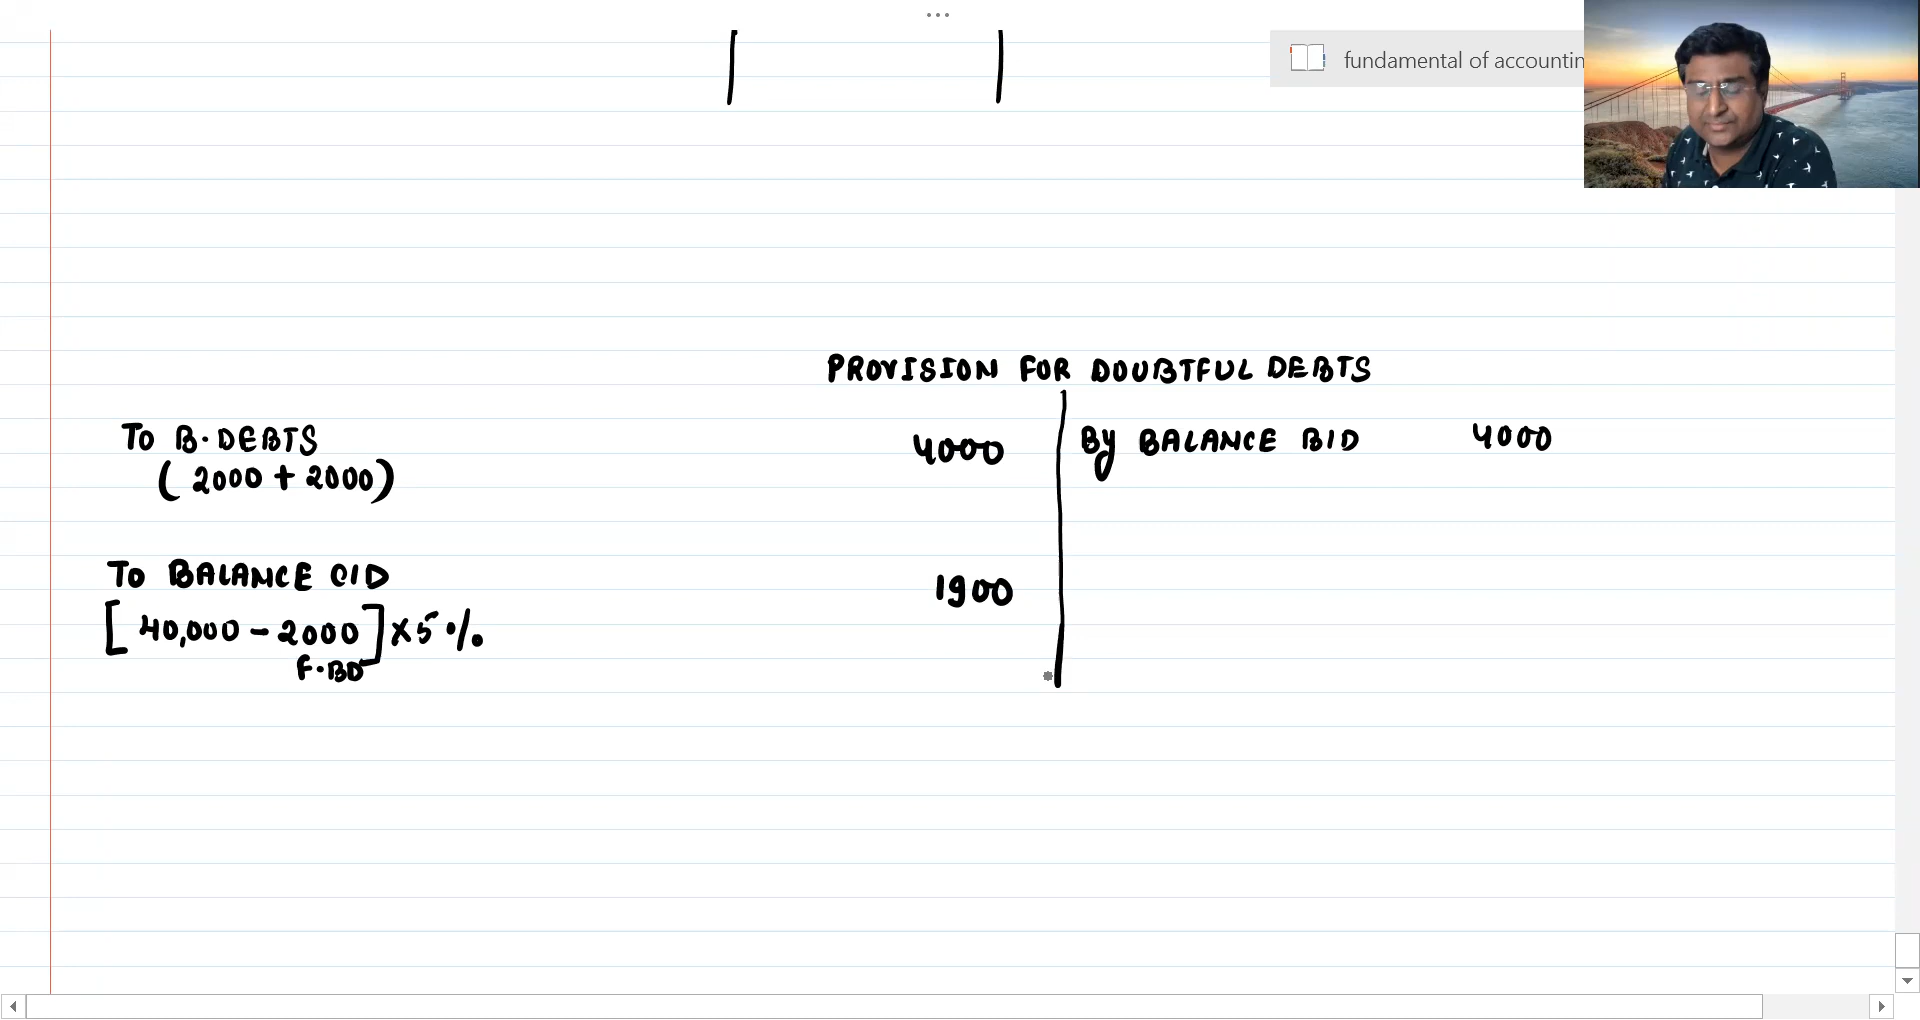 ...
fundamental of accountin
PROVISION FOR DOUBTFUL DEBTS
TO B.DEBTS 4000 By BALANCE B|D 4000
(2000 + 2000)
TO BALANCE C|D 1900
[40,000 - 2000] X 5%
F.BD